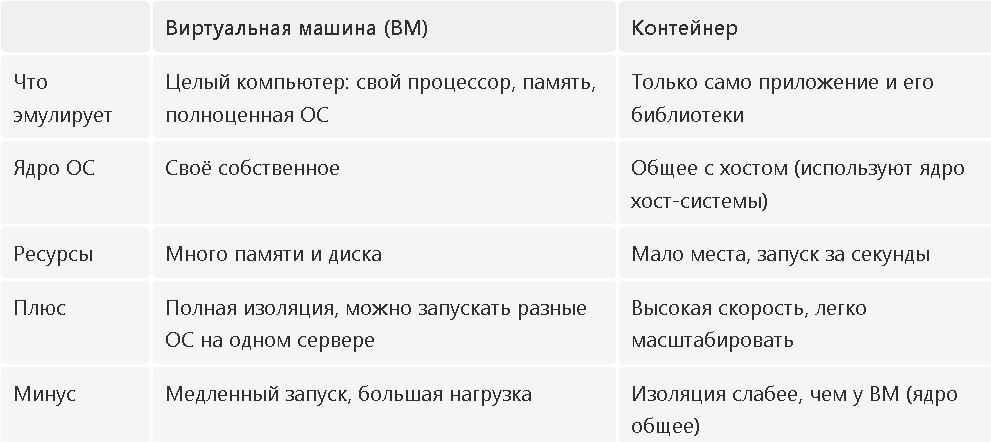 Виртуальная машина (ВМ) Контейнер
Что Целый компьютер: свой процессор, память, Только само приложение и его
эмулирует полноценная ОС библиотеки
Ядро ОС Своё собственное Общее с хостом (используют ядро
хост-системы)
Ресурсы Много памяти и диска Мало места, запуск за секунды
Плюс Полная изоляция, можно запускать разные Высокая скорость, легко
ОС на одном сервере масштабировать
Минус Медленный запуск, большая нагрузка Изоляция слабее, чем у ВМ (ядро
общее)